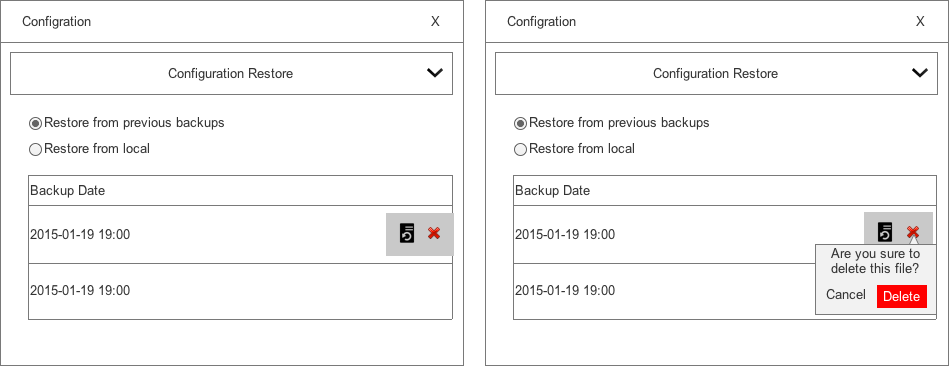 Configration X
Configuration Restore
Restore from previous backups
Restore from local
Backup Date
2015-01-19 19:00
2015-01-19 19:00
Configration X
Configuration Restore
Restore from previous backups
Restore from local
Backup Date
2015-01-19 19:00
Are you sure to
delete this file?
2015-01-19 19:00
Cancel Delete